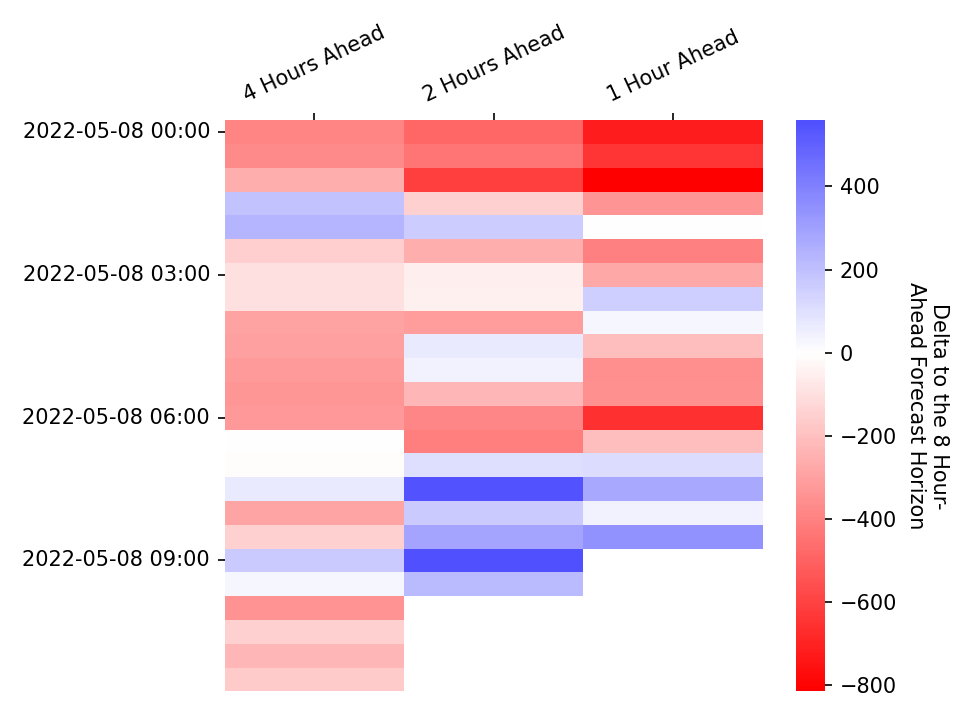 4 Hours Ahead
2 Hours Ahead
1 Hour Ahead
2022-05-08 00:00
2022-05-08 03:00
2022-05-08 06:00
2022-05-08 09:00
400
200
0
−200
−400
−600
−800
Delta to the 8 Hour-
Ahead Forecast Horizon